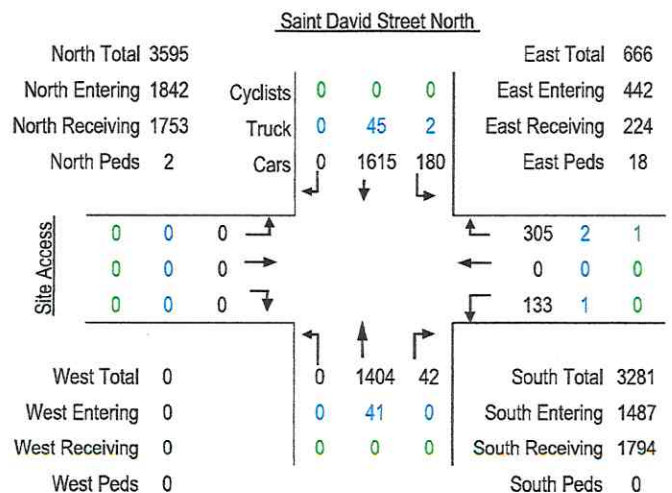 Saint David Street North
North Total 3595
North Entering 1842
North Receiving 1753
North Peds 2
Cyclists 0 0 0
Truck 0 45 2
Cars 0 1615 180
East Total 666
East Entering 442
East Receiving 224
East Peds 18
Site Access
0 0 0
0 0 0
0 0 0
305 2 1
0 0 0
133 1 0
West Total 0
West Entering 0
West Receiving 0
West Peds 0
0 1404 42
0 41 0
0 0 0
South Total 3281
South Entering 1487
South Receiving 1794
South Peds 0